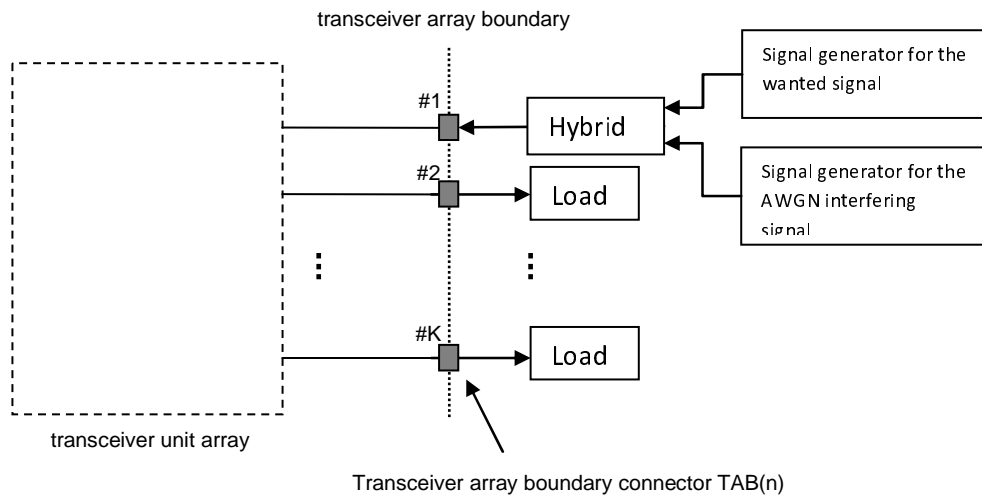 transceiver array boundary
Signal generator for the
wanted signal
#1
Hybrid
#2
Load
Signal generator for the
AWGN interfering
signal
#K
Load
transceiver unit array
Transceiver array boundary connector TAB(n)